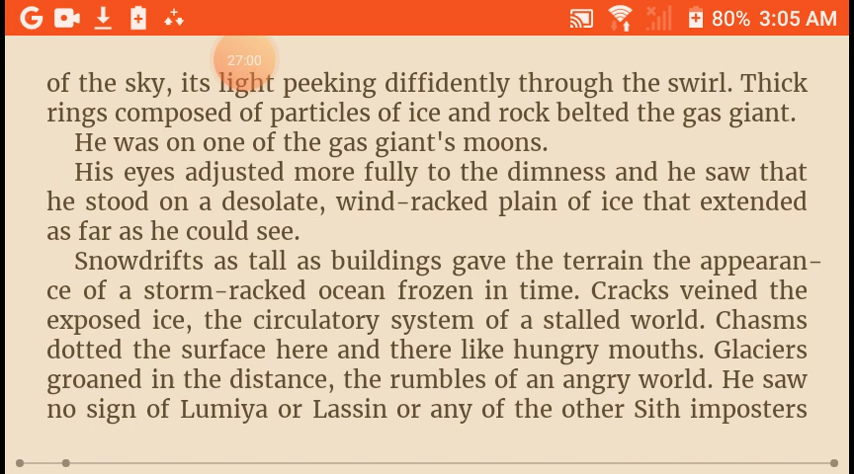 80% 3:05 AM
27:00
of the sky, its light peeking diffidently through the swirl. Thick
rings composed of particles of ice and rock belted the gas giant.
He was on one of the gas giant's moons.
His eyes adjusted more fully to the dimness and he saw that
he stood on a desolate, wind-racked plain of ice that extended
as far as he could see.
Snowdrifts as tall as buildings gave the terrain the appearan-
ce of a storm-racked ocean frozen in time. Cracks veined the
exposed ice, the circulatory system of a stalled world. Chasms
dotted the surface here and there like hungry mouths. Glaciers
groaned in the distance, the rumbles of an angry world. He saw
no sign of Lumiya or Lassin or any of the other Sith imposters